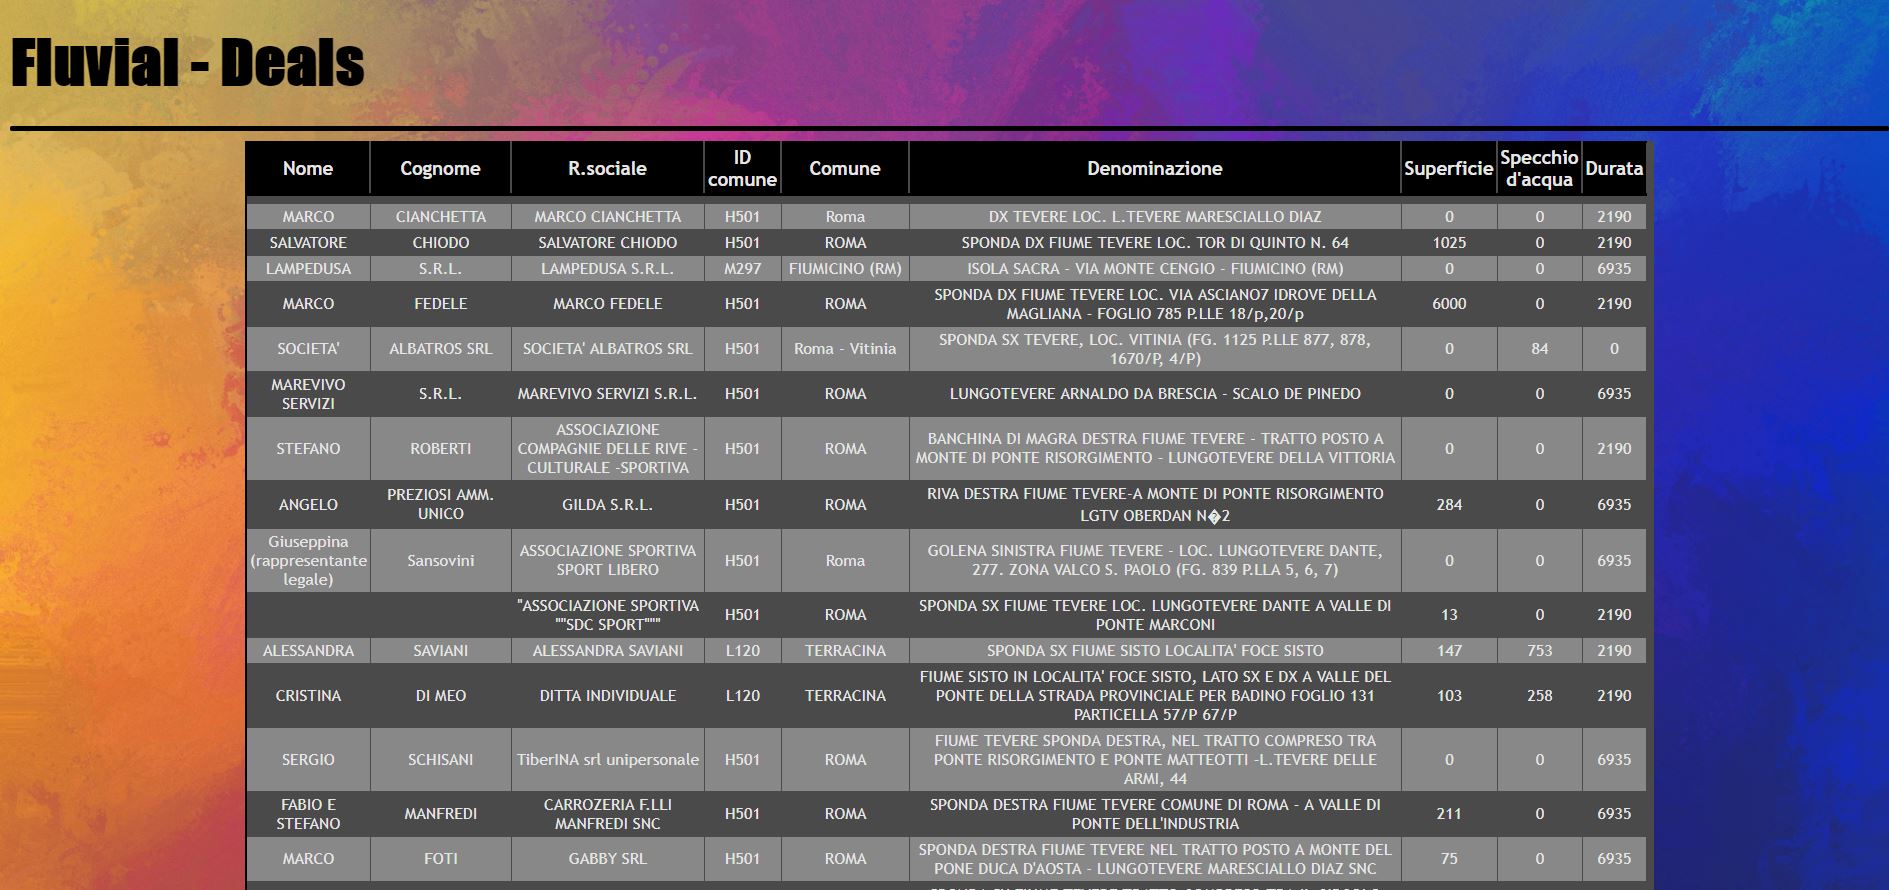 Fluvial - Deals
Nome Cognome R.sociale ID comune Comune Denominazione Superficie Specchio d'acqua Durata
MARCO CIANCHETTA MARCO CIANCHETTA H501 Roma DX TEVERE LOC. L.TEVERE MARESCIALLO DIAZ 0 0 2190
SALVATORE CHIODO SALVATORE CHIODO H501 ROMA SPONDA DX FIUME TEVERE LOC. TOR DI QUINTO N. 64 1025 0 2190
LAMPEDUSA S.R.L. LAMPEDUSA S.R.L. M297 FIUMICINO (RM) ISOLA SACRA - VIA MONTE CENGIO - FIUMICINO (RM) 0 0 6935
MARCO FEDELE MARCO FEDELE H501 ROMA SPONDA DX FIUME TEVERE LOC. VIA ASCIANO7 IDROVE DELLA MAGLIANA - FOGLIO 785 P.LLE 18/p,20/p 6000 0 2190
SOCIETA' ALBATROS SRL SOCIETA' ALBATROS SRL H501 Roma - Vitinia SPONDA SX TEVERE, LOC. VITINIA (FG. 1125 P.LLE 877, 878, 1670/P, 4/P) 0 84 0
MAREVIVO SERVIZI S.R.L. MAREVIVO SERVIZI S.R.L. H501 ROMA LUNGOTEVERE ARNALDO DA BRESCIA - SCALO DE PINEDO 0 0 6935
STEFANO ROBERTI ASSOCIAZIONE COMPAGNIE DELLE RIVE - CULTURALE -SPORTIVA H501 ROMA BANCHINA DI MAGRA DESTRA FIUME TEVERE - TRATTO POSTO A MONTE DI PONTE RISORGIMENTO - LUNGOTEVERE DELLA VITTORIA 0 0 2190
ANGELO PREZIOSI AMM. UNICO GILDA S.R.L. H501 ROMA RIVA DESTRA FIUME TEVERE-A MONTE DI PONTE RISORGIMENTO LGTV OBERDAN N�2 284 0 6935
Giuseppina (rappresentante legale) Sansovini ASSOCIAZIONE SPORTIVA SPORT LIBERO H501 Roma GOLENA SINISTRA FIUME TEVERE - LOC. LUNGOTEVERE DANTE, 277. ZONA VALCO S. PAOLO (FG. 839 P.LLA 5, 6, 7) 0 0 6935
"ASSOCIAZIONE SPORTIVA ""SDC SPORT""" H501 ROMA SPONDA SX FIUME TEVERE LOC. LUNGOTEVERE DANTE A VALLE DI PONTE MARCONI 13 0 2190
ALESSANDRA SAVIANI ALESSANDRA SAVIANI L120 TERRACINA SPONDA SX FIUME SISTO LOCALITA' FOCE SISTO 147 753 2190
CRISTINA DI MEO DITTA INDIVIDUALE L120 TERRACINA FIUME SISTO IN LOCALITA' FOCE SISTO, LATO SX E DX A VALLE DEL PONTE DELLA STRADA PROVINCIALE PER BADINO FOGLIO 131 PARTICELLA 57/P 67/P 103 258 2190
SERGIO SCHISANI TiberINA srl unipersonale H501 ROMA FIUME TEVERE SPONDA DESTRA, NEL TRATTO COMPRESO TRA PONTE RISORGIMENTO E PONTE MATTEOTTI -L.TEVERE DELLE ARMI, 44 0 0 6935
FABIO E STEFANO MANFREDI CARROZERIA F.LLI MANFREDI SNC H501 ROMA SPONDA DESTRA FIUME TEVERE COMUNE DI ROMA - A VALLE DI PONTE DELL'INDUSTRIA 211 0 6935
MARCO FOTI GABBY SRL H501 ROMA SPONDA DESTRA FIUME TEVERE NEL TRATTO POSTO A MONTE DEL PONE DUCA D'AOSTA - LUNGOTEVERE MARESCIALLO DIAZ SNC 75 0 6935